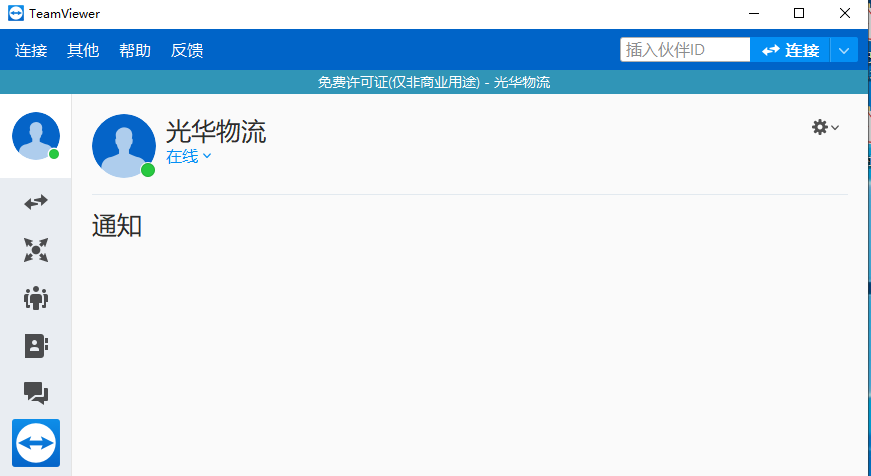 TeamViewer
连接 其他 帮助 反馈 插入伙伴ID 连接
免费许可证(仅非商业用途) - 光华物流
光华物流
在线
通知